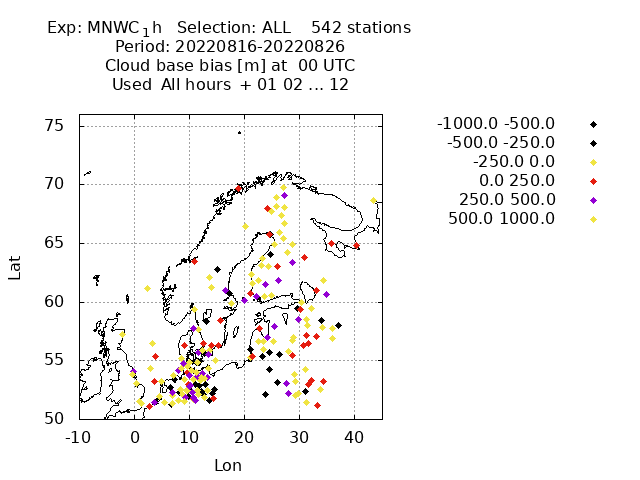 Exp: MNWC1h Selection: ALL 542 stations
Period: 20220816-20220826
Cloud base bias [m] at 00 UTC
Used All hours + 01 02 ... 12
-1000.0 -500.0
-500.0 -250.0
-250.0 0.0
0.0 250.0
250.0 500.0
500.0 1000.0
75
70
65
60
55
50
Lat
-10 0 10 20 30 40
Lon